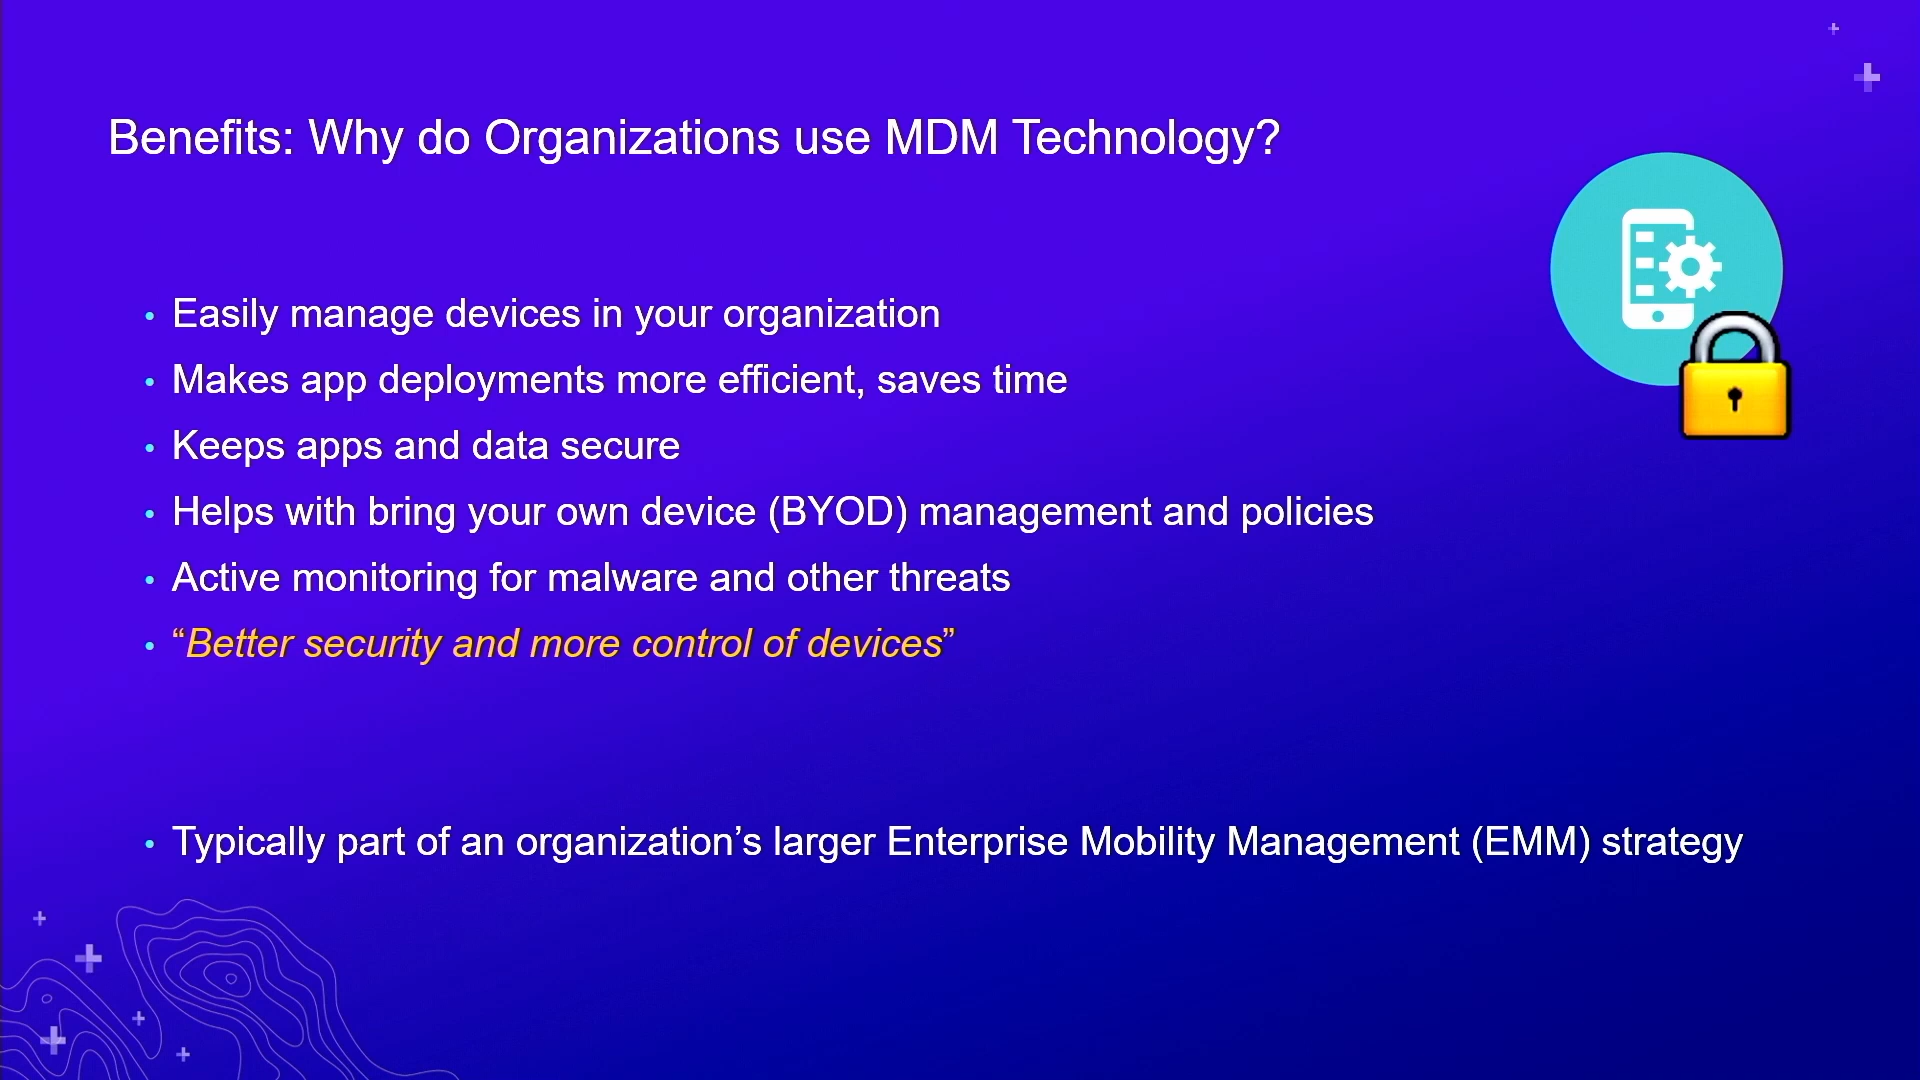 Benefits: Why do Organizations use MDM Technology?
• Easily manage devices in your organization
• Makes app deployments more efficient, saves time
• Keeps apps and data secure
• Helps with bring your own device (BYOD) management and policies
• Active monitoring for malware and other threats
• “Better security and more control of devices”
• Typically part of an organization’s larger Enterprise Mobility Management (EMM) strategy